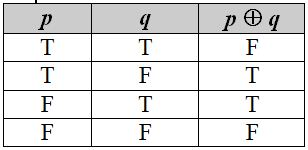 p q p ⊕ q
T T F
T F T
F T T
F F F